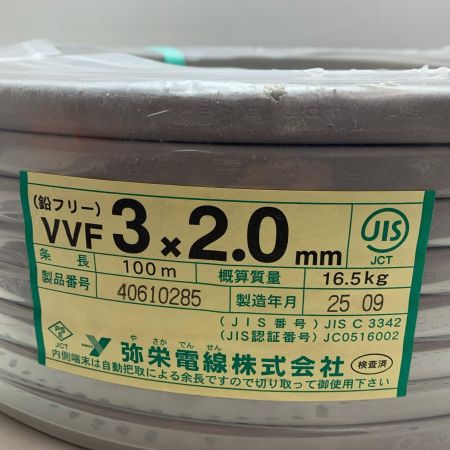 (鉛フリー)
VVF 3×2.0mm
JIS
JCT
条長 100m 概算質量 16.5kg
製品番号 40610285 製造年月 25 09
(JIS番号) JIS C 3342
(JIS認証番号) JC0516002
PS
E
JCT
やさかでんせん
弥栄電線株式会社
検査済
内側端末は自動把取による余長ですので切り取って御使用下さい